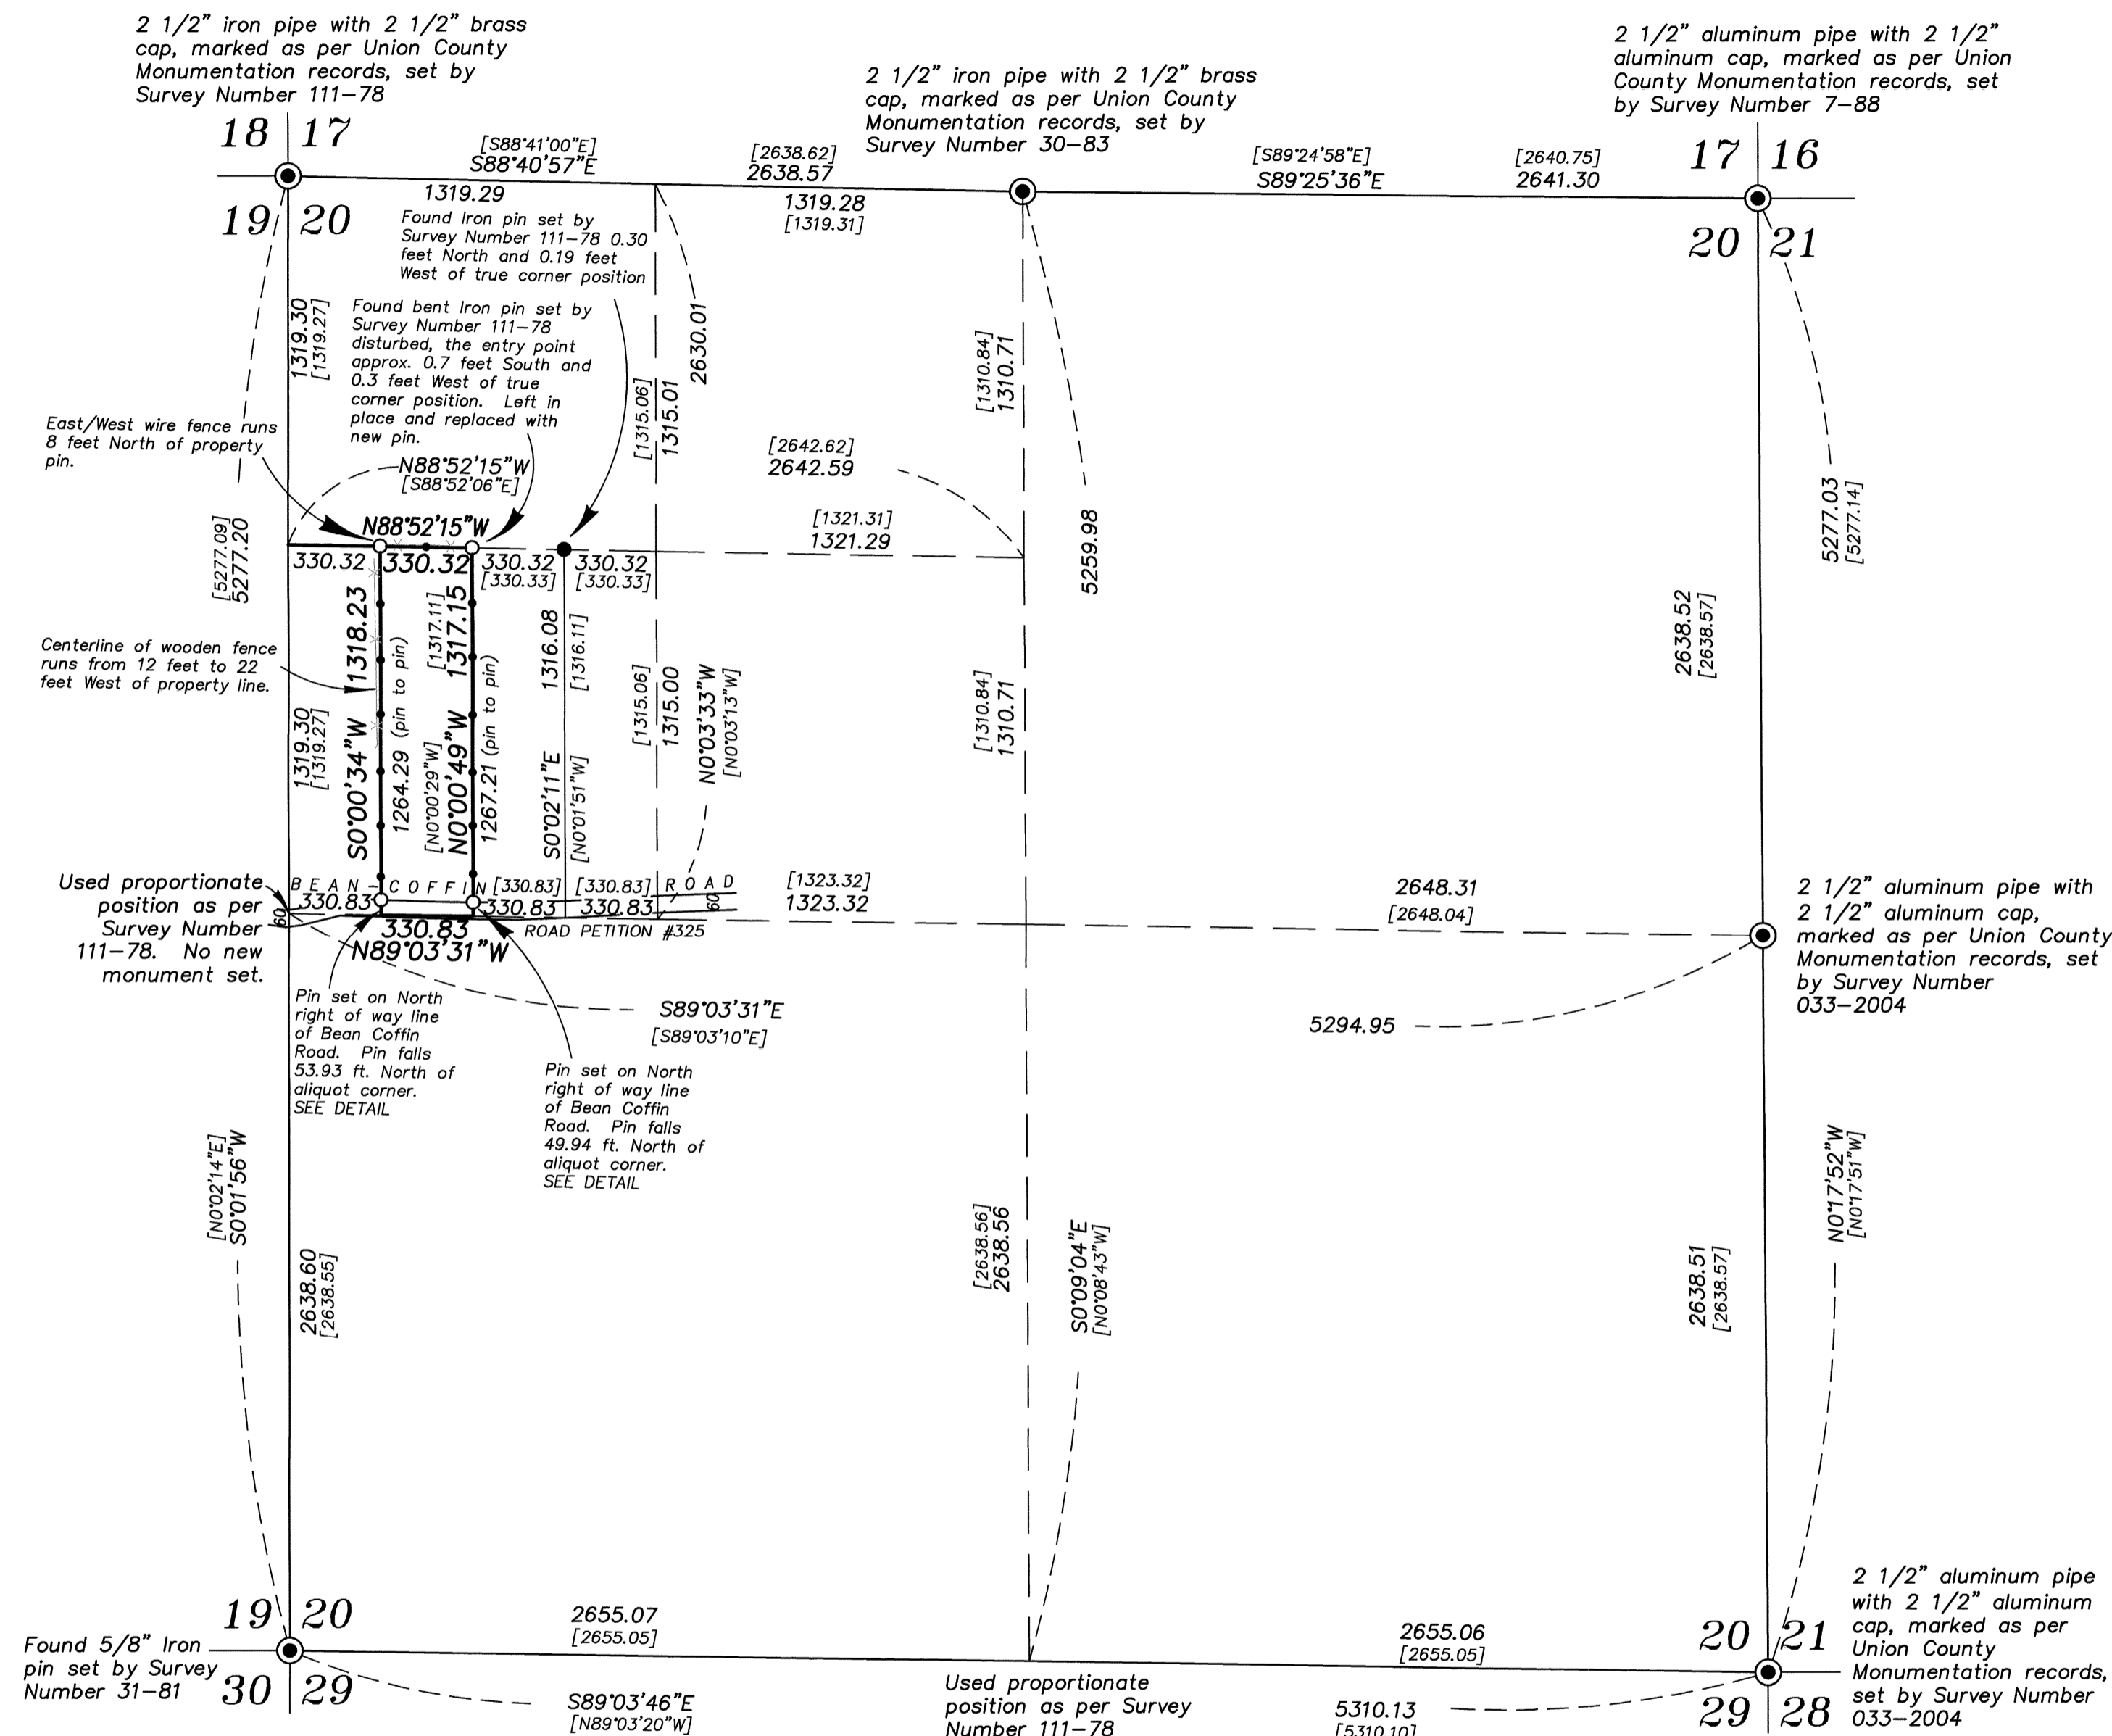 2 1/2” iron pipe with 2 1/2” brass
cap, marked as per Union County
Monumentation records, set by
Survey Number 111–78
2 1/2” iron pipe with 2 1/2” brass
cap, marked as per Union County
Monumentation records, set by
Survey Number 30–83
2 1/2” aluminum pipe with 2 1/2”
aluminum cap, marked as per Union
County Monumentation records, set
by Survey Number 7–88
18 17
19 20
[S88°41'00”E]
S88°40'57”E
[2638.62]
2638.57
1319.29
1319.28
[1319.31]
[S89°24'58”E]
S89°25'36”E
[2640.75]
2641.30
17 16
20 21
Found Iron pin set by
Survey Number 111–78 0.30
feet North and 0.19 feet
West of true corner position
Found bent Iron pin set by
Survey Number 111–78
disturbed, the entry point
approx. 0.7 feet South and
0.3 feet West of true
corner position. Left in
place and replaced with
new pin.
1319.30
[1319.27]
2630.01
[1315.06]
1315.01
[1310.84]
1310.71
East/West wire fence runs
8 feet North of property
pin.
N88°52'15”W
[S88°52'06”E]
[2642.62]
2642.59
[1321.31]
1321.29
5259.98
5277.03
[5277.14]
[5277.09]
5277.20
N88°52'15”W
330.32
330.32
330.32
[330.33]
330.32
[330.33]
Centerline of wooden fence
runs from 12 feet to 22
feet West of property line.
1319.30
[1319.27]
S0°00'34”W 1318.23
1264.29 (pin to pin)
[N0°00'29”W] [1317.11]
N0°00'49”W 1317.15
1267.21 (pin to pin)
S0°02'11”E 1316.08
[N0°01'51”W] [1316.11]
[1315.06]
1315.00
N0°03'33”W
[N0°03'13”W]
[1310.84]
1310.71
2638.52
[2638.57]
Used proportionate
position as per
Survey Number
111–78. No new
monument set.
BEAN–COFFIN ROAD
60
60
330.83
[330.83]
330.83
[330.83]
330.83
[1323.32]
1323.32
330.83
N89°03'31”W
ROAD PETITION #325
2648.31
[2648.04]
2 1/2” aluminum pipe with
2 1/2” aluminum cap,
marked as per Union County
Monumentation records, set
by Survey Number
033–2004
Pin set on North
right of way line
of Bean Coffin
Road. Pin falls
53.93 ft. North of
aliquot corner.
SEE DETAIL
S89°03'31”E
[S89°03'10”E]
5294.95
Pin set on North
right of way line
of Bean Coffin
Road. Pin falls
49.94 ft. North of
aliquot corner.
SEE DETAIL
[N0°02'14”E]
S0°01'56”W
2638.60
[2638.55]
[2638.56]
2638.56
S0°09'04”E
[N0°08'43”W]
2638.51
[2638.57]
N0°17'52”W
[N0°17'51”W]
19 20
30 29
Found 5/8” Iron
pin set by Survey
Number 31–81
2655.07
[2655.05]
S89°03'46”E
[N89°03'20”W]
Used proportionate
position as per Survey
Number 111–78
2655.06
[2655.05]
5310.13
[5310.10]
20 21
29 28
2 1/2” aluminum pipe
with 2 1/2” aluminum
cap, marked as per
Union County
Monumentation records,
set by Survey Number
033–2004